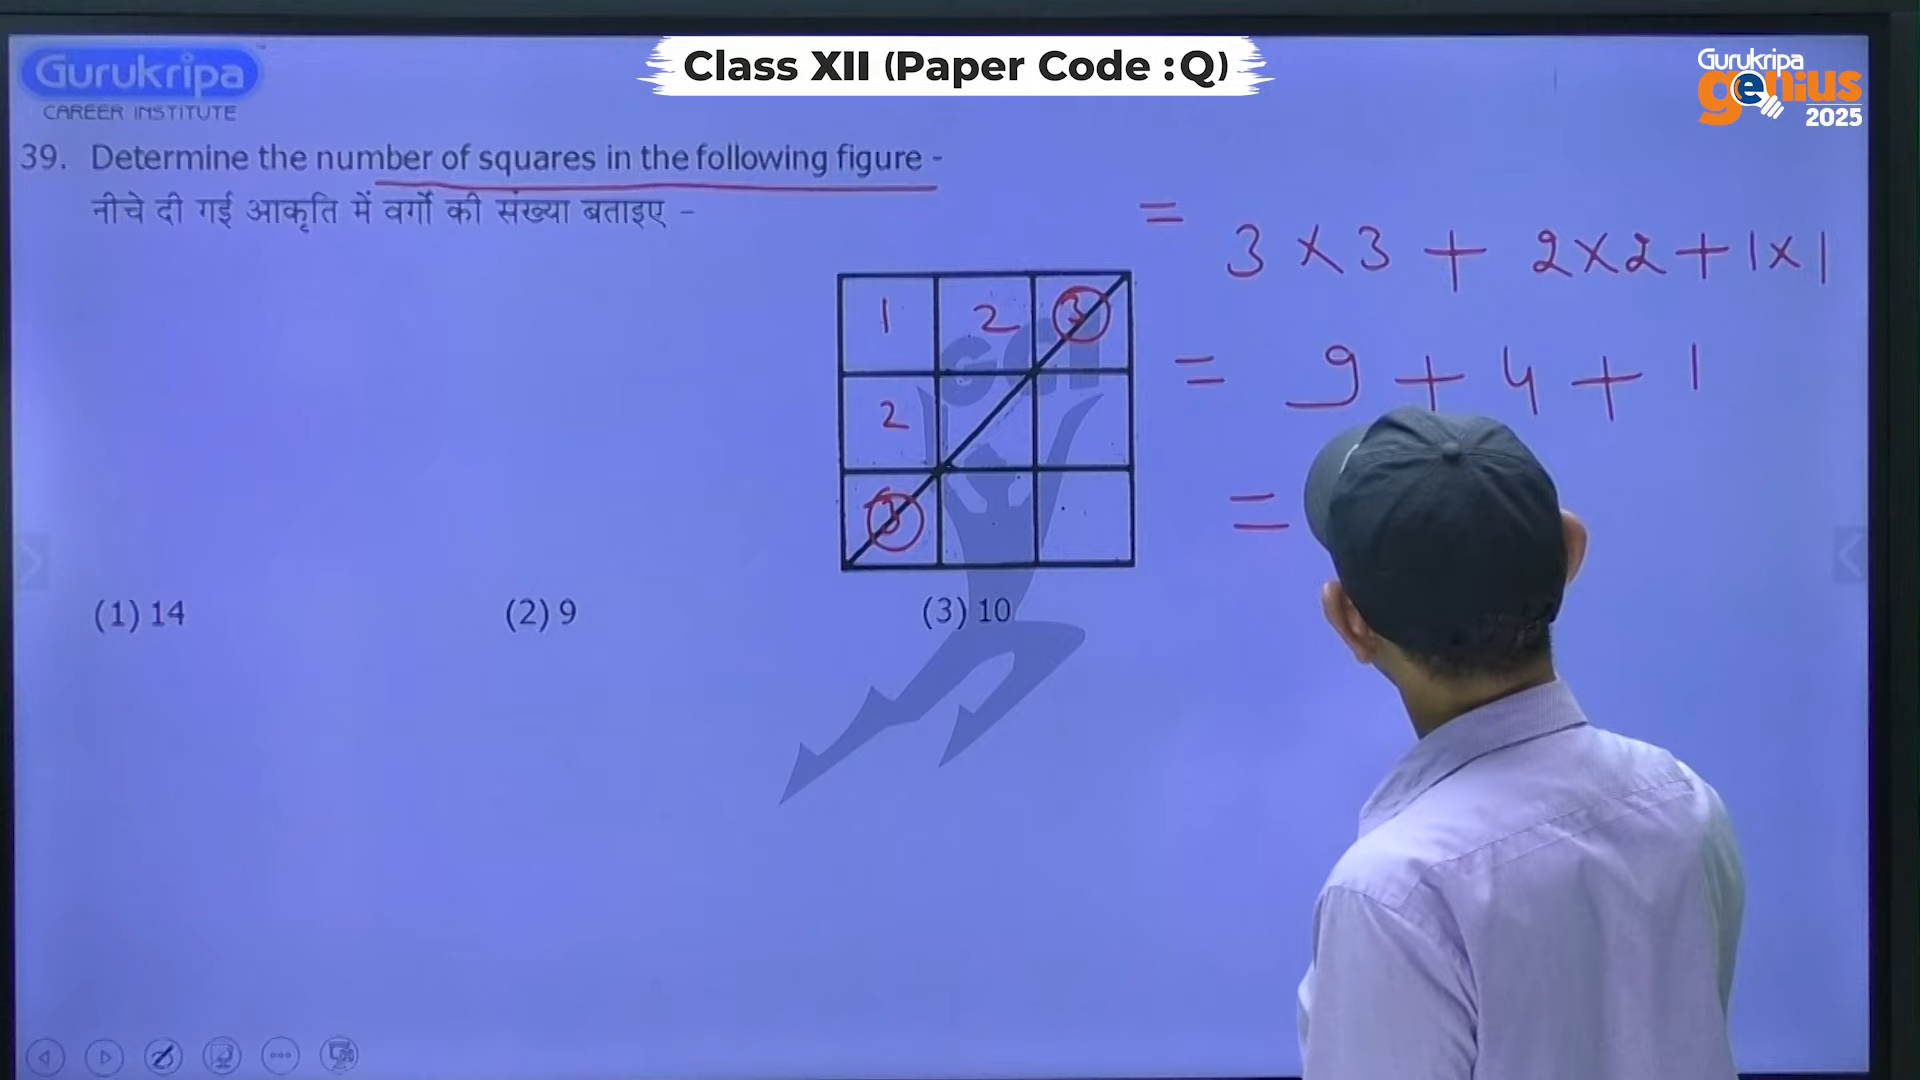 Class XII (Paper Code :Q)
Gurukripa
CAREER INSTITUTE
Gurukripa
genius
2025
39. Determine the number of squares in the following figure -
नीचे दी गई आकृति में वर्गों की संख्या बताइए -
= 3 × 3 + 2×2+1×1
= 9 + 4 + 1
=
1 2 3
2
3
GCI
(1) 14 (2) 9 (3) 10